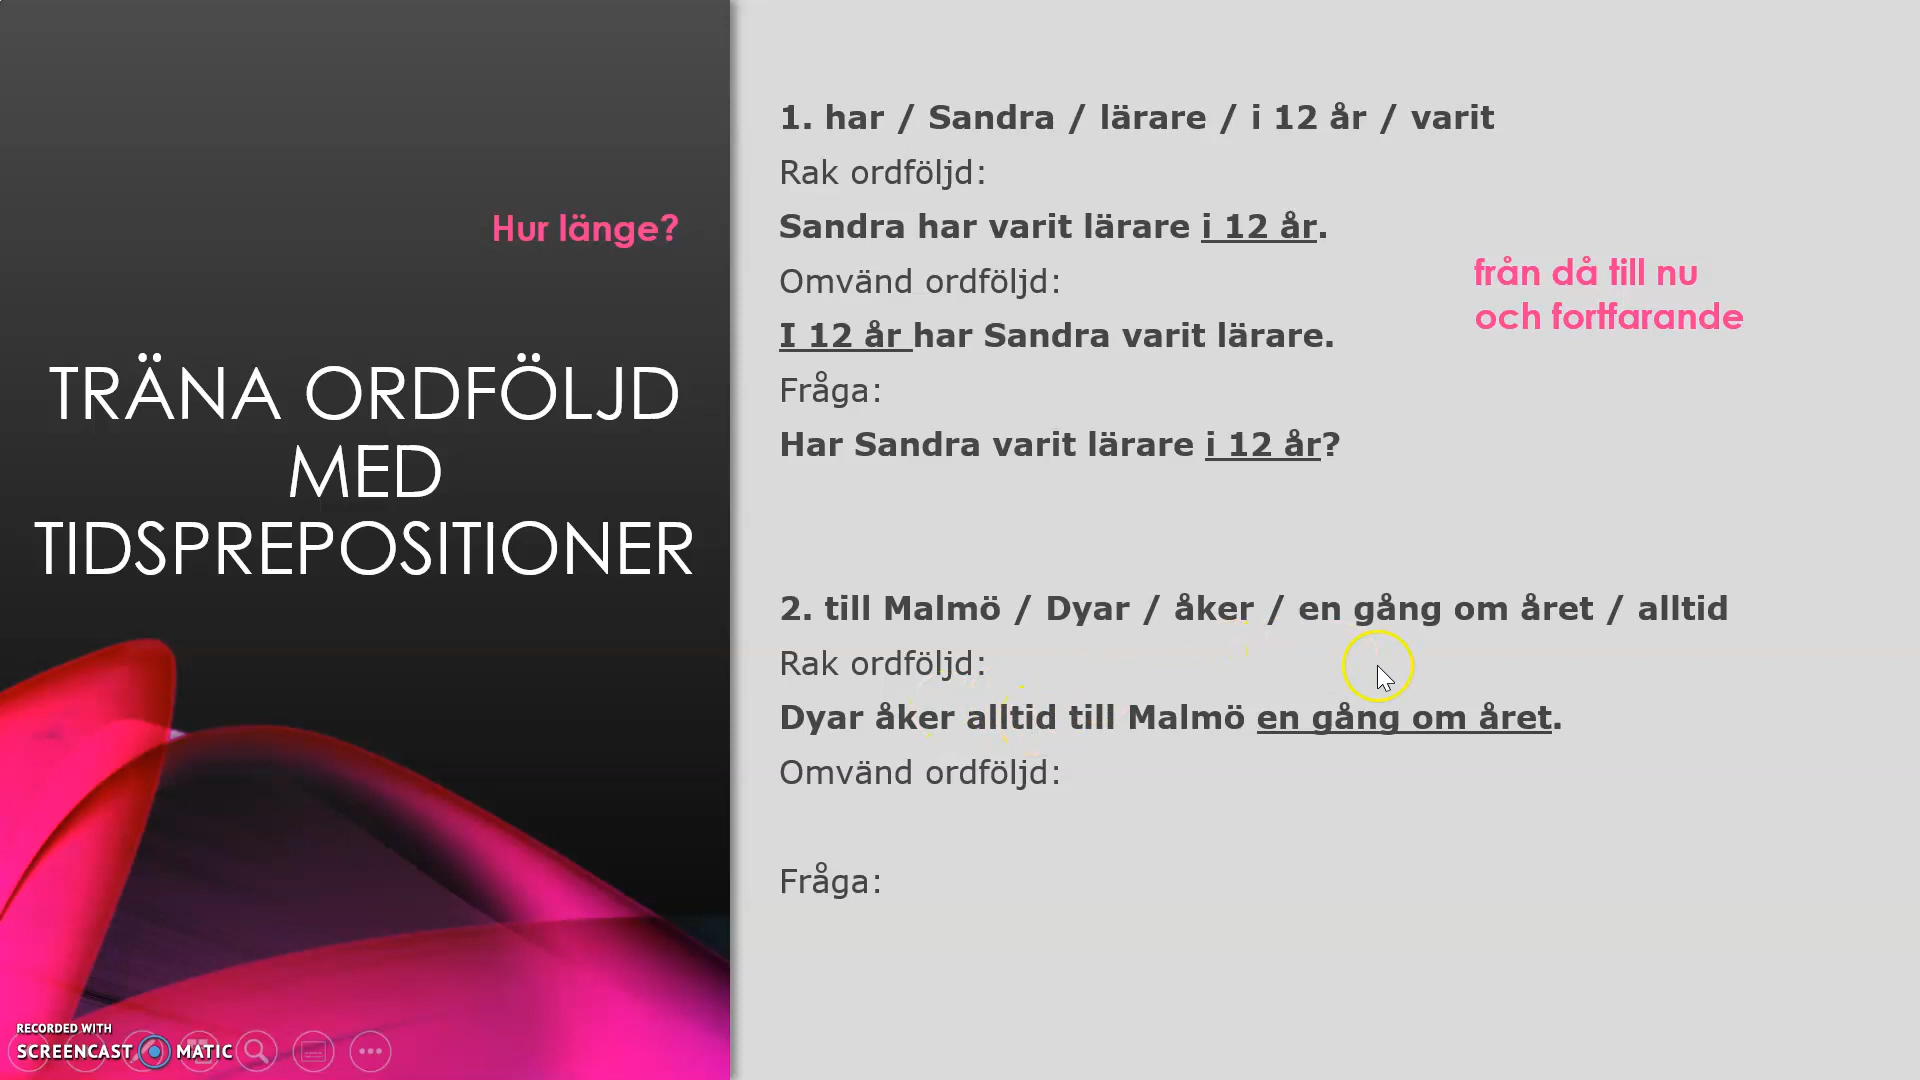 Hur länge?
TRÄNA ORDFÖLJD
MED
TIDSPREPOSITIONER
1. har / Sandra / lärare / i 12 år / varit
Rak ordföljd:
Sandra har varit lärare i 12 år.
Omvänd ordföljd:
I 12 år har Sandra varit lärare.
Fråga:
Har Sandra varit lärare i 12 år?
från då till nu
och fortfarande
2. till Malmö / Dyar / åker / en gång om året / alltid
Rak ordföljd:
Dyar åker alltid till Malmö en gång om året.
Omvänd ordföljd:
Fråga:
RECORDED WITH
SCREENCAST MATIC